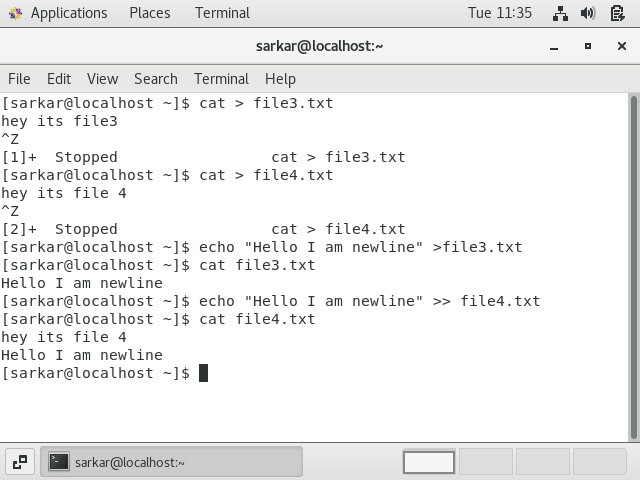 Applications Places Terminal Tue 11:35
sarkar@localhost:~
File Edit View Search Terminal Help
[sarkar@localhost ~]$ cat > file3.txt
hey its file3
^Z
[1]+  Stopped                 cat > file3.txt
[sarkar@localhost ~]$ cat > file4.txt
hey its file 4
^Z
[2]+  Stopped                 cat > file4.txt
[sarkar@localhost ~]$ echo "Hello I am newline" >file3.txt
[sarkar@localhost ~]$ cat file3.txt
Hello I am newline
[sarkar@localhost ~]$ echo "Hello I am newline" >> file4.txt
[sarkar@localhost ~]$ cat file4.txt
hey its file 4
Hello I am newline
[sarkar@localhost ~]$
sarkar@localhost:~